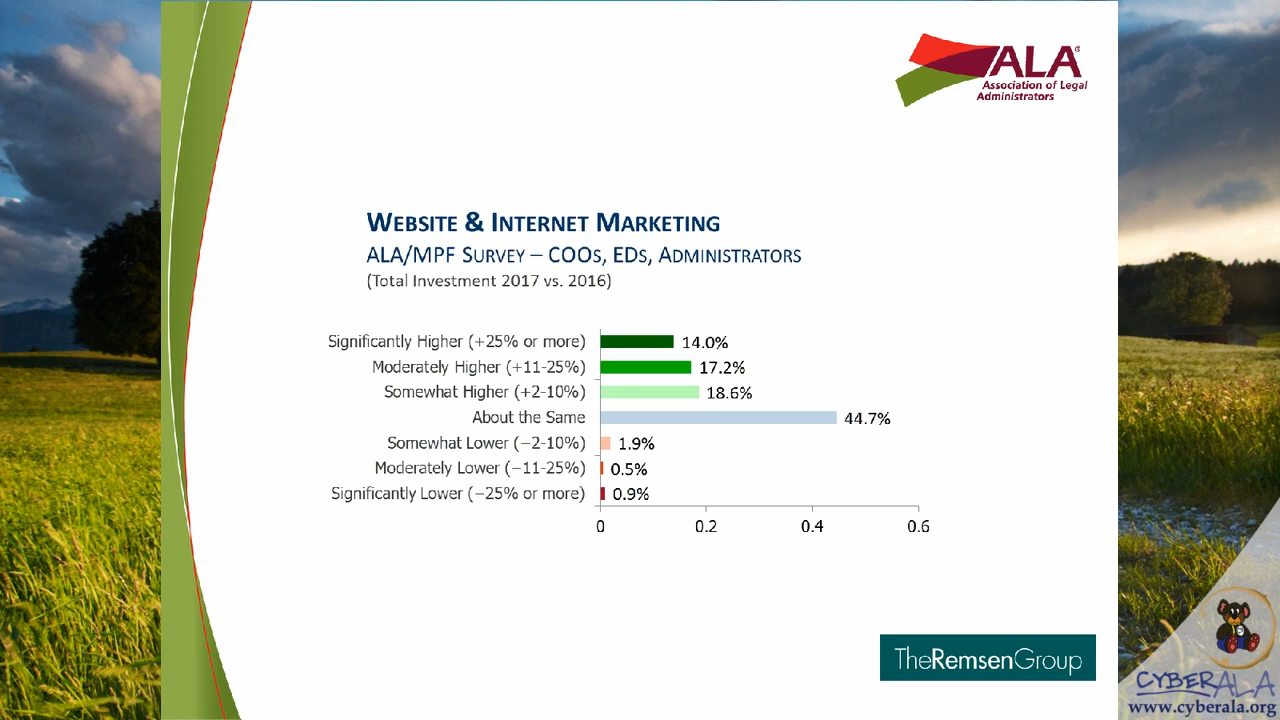 ALA®
Association of Legal
Administrators
WEBSITE & INTERNET MARKETING
ALA/MPF SURVEY – COOS, EDS, ADMINISTRATORS
(Total Investment 2017 vs. 2016)
Significantly Higher (+25% or more) 14.0%
Moderately Higher (+11-25%) 17.2%
Somewhat Higher (+2-10%) 18.6%
About the Same 44.7%
Somewhat Lower (−2-10%) 1.9%
Moderately Lower (−11-25%) 0.5%
Significantly Lower (−25% or more) 0.9%
0 0.2 0.4 0.6
TheRemsenGroup
CYBERALA
www.cyberala.org